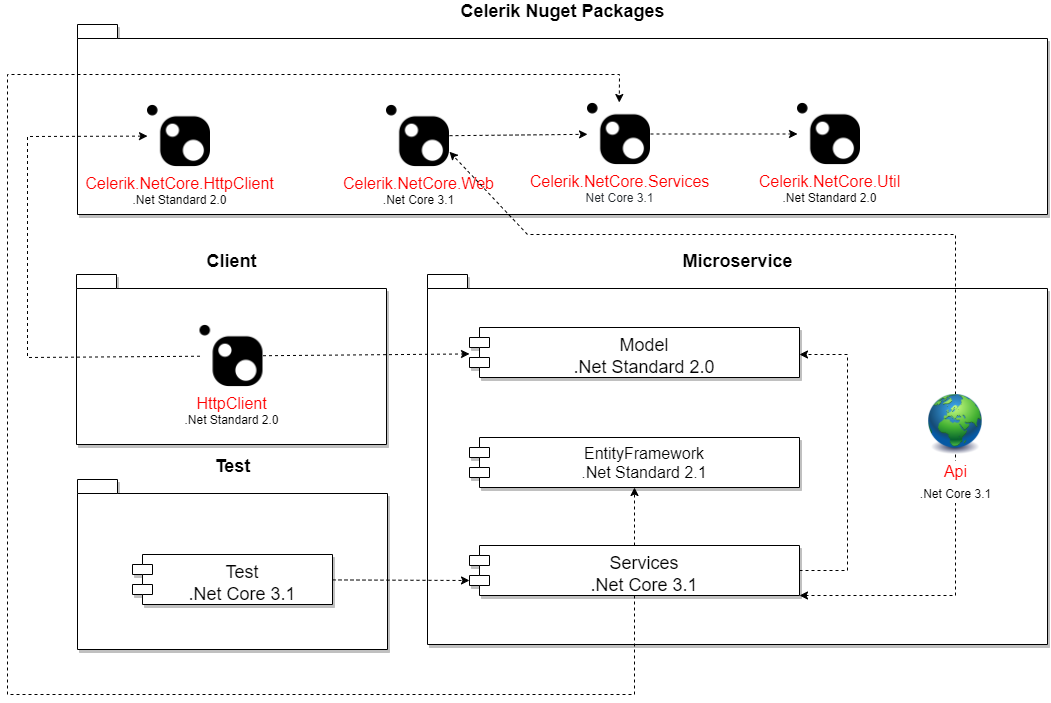 Celerik Nuget Packages
Celerik.NetCore.HttpClient
.Net Standard 2.0
Celerik.NetCore.Web
.Net Core 3.1
Celerik.NetCore.Services
Net Core 3.1
Celerik.NetCore.Util
.Net Standard 2.0
Client
HttpClient
.Net Standard 2.0
Microservice
Model
.Net Standard 2.0
EntityFramework
.Net Standard 2.1
Services
.Net Core 3.1
Api
.Net Core 3.1
Test
Test
.Net Core 3.1